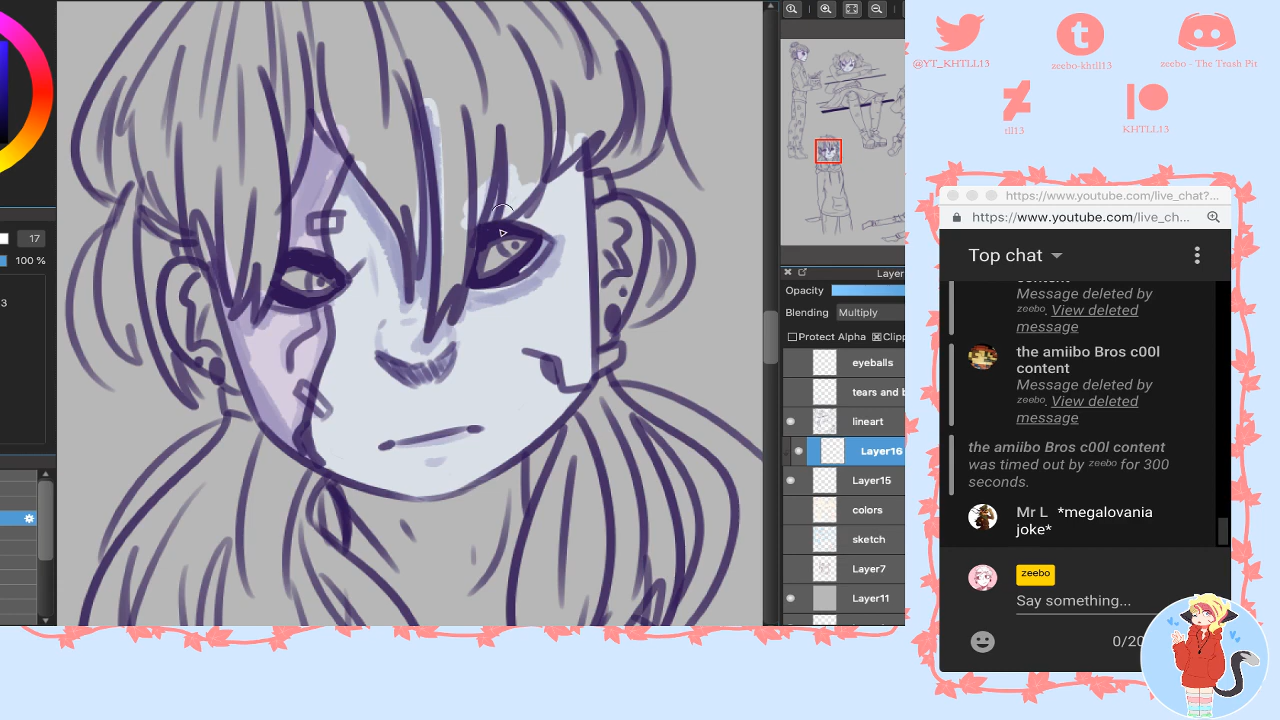 @YT_KHTLL13
zeebo-khtll13
zeebo - The Trash Pit
tll13
KHTLL13
https://www.youtube.com/live_chat?...
https://www.youtube.com/live_ch...
Top chat
content
Message deleted by
zeebo. View deleted
message
the amiibo Bros c00l
content
Message deleted by
zeebo. View deleted
message
the amiibo Bros c00l content
was timed out by zeebo for 300
seconds.
Mr L *megalovania
joke*
zeebo
Say something...
0/20
17
100 %
3
Layer
Opacity
Blending Multiply
Protect Alpha Clipp
eyeballs
tears and b
lineart
Layer16
Layer15
colors
sketch
Layer7
Layer11